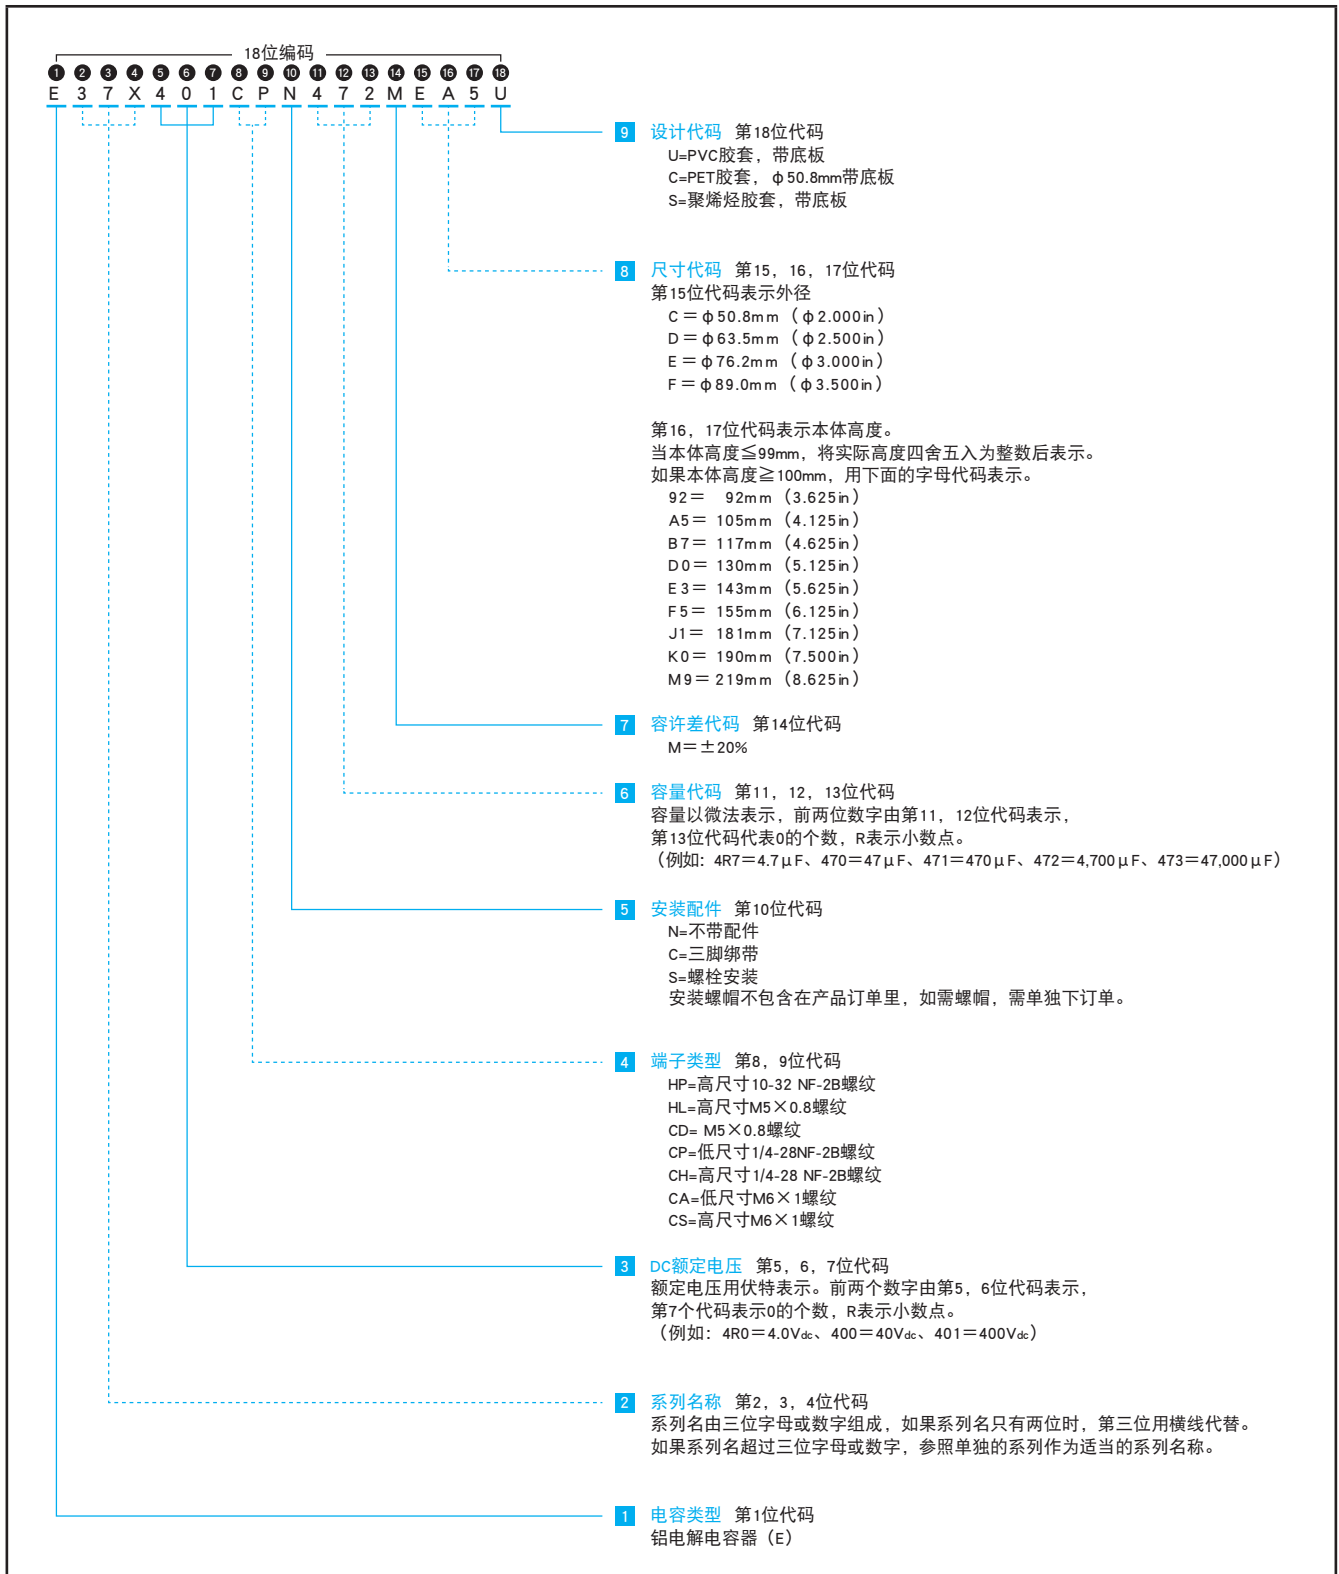 18位编码
1 2 3 4 5 6 7 8 9 10 11 12 13 14 15 16 17 18
E 3 7 X 4 0 1 C P N 4 7 2 M E A 5 U
9 设计代码 第18位代码
U=PVC胶套，带底板
C=PET胶套，φ50.8mm带底板
S=聚烯烃胶套，带底板
8 尺寸代码 第15，16，17位代码
第15位代码表示外径
C＝φ50.8mm（φ2.000in）
D＝φ63.5mm（φ2.500in）
E＝φ76.2mm（φ3.000in）
F＝φ89.0mm（φ3.500in）
第16，17位代码表示本体高度。
当本体高度≦99mm，将实际高度四舍五入为整数后表示。
如果本体高度≧100mm，用下面的字母代码表示。
92＝ 92mm（3.625in）
A5＝ 105mm（4.125in）
B7＝ 117mm（4.625in）
D0＝ 130mm（5.125in）
E3＝ 143mm（5.625in）
F5＝ 155mm（6.125in）
J1＝ 181mm（7.125in）
K0＝ 190mm（7.500in）
M9＝ 219mm（8.625in）
7 容许差代码 第14位代码
M＝±20%
6 容量代码 第11，12，13位代码
容量以微法表示，前两位数字由第11，12位代码表示，
第13位代码代表0的个数，R表示小数点。
（例如：4R7＝4.7μF、470＝47μF、471＝470μF、472＝4,700μF、473＝47,000μF）
5 安装配件 第10位代码
N=不带配件
C=三脚绑带
S=螺栓安装
安装螺帽不包含在产品订单里，如需螺帽，需单独下订单。
4 端子类型 第8，9位代码
HP=高尺寸10-32 NF-2B螺纹
HL=高尺寸M5×0.8螺纹
CD= M5×0.8螺纹
CP=低尺寸1/4-28NF-2B螺纹
CH=高尺寸1/4-28 NF-2B螺纹
CA=低尺寸M6×1螺纹
CS=高尺寸M6×1螺纹
3 DC额定电压 第5，6，7位代码
额定电压用伏特表示。前两个数字由第5，6位代码表示，
第7个代码表示0的个数，R表示小数点。
（例如：4R0＝4.0Vdc、400＝40Vdc、401＝400Vdc）
2 系列名称 第2，3，4位代码
系列名由三位字母或数字组成，如果系列名只有两位时，第三位用横线代替。
如果系列名超过三位字母或数字，参照单独的系列作为适当的系列名称。
1 电容类型 第1位代码
铝电解电容器（E）